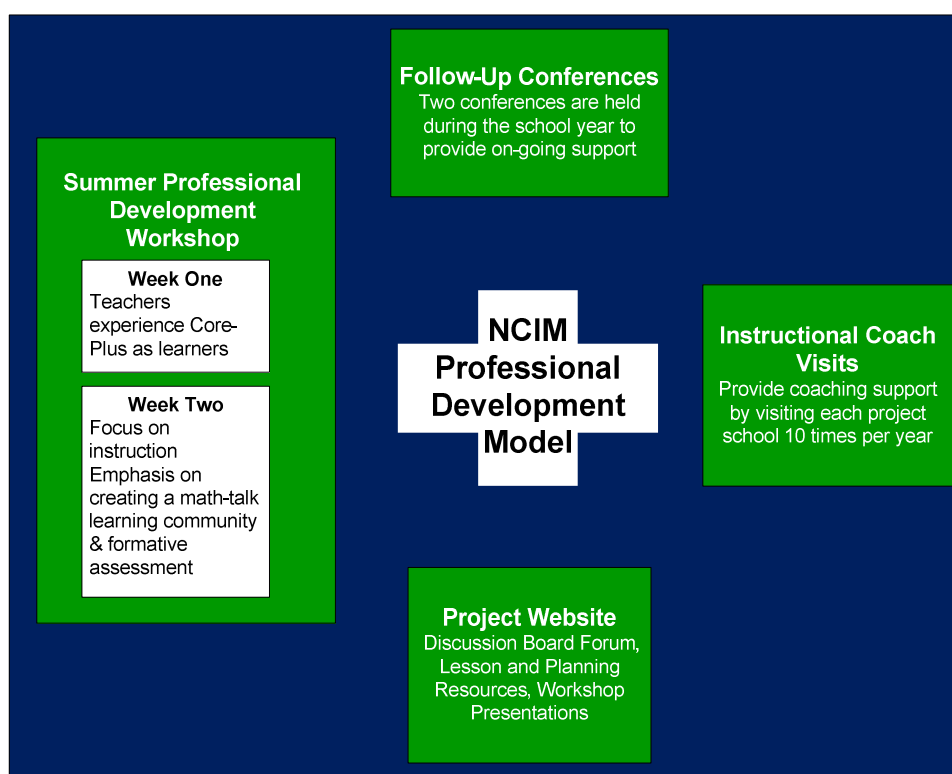 Follow-Up Conferences
Two conferences are held
during the school year to
provide on-going support
Summer Professional
Development
Workshop
Week One
Teachers
experience Core-
Plus as learners
Week Two
Focus on
instruction
Emphasis on
creating a math-talk
learning community
& formative
assessment
NCIM
Professional
Development
Model
Instructional Coach
Visits
Provide coaching support
by visiting each project
school 10 times per year
Project Website
Discussion Board Forum,
Lesson and Planning
Resources, Workshop
Presentations